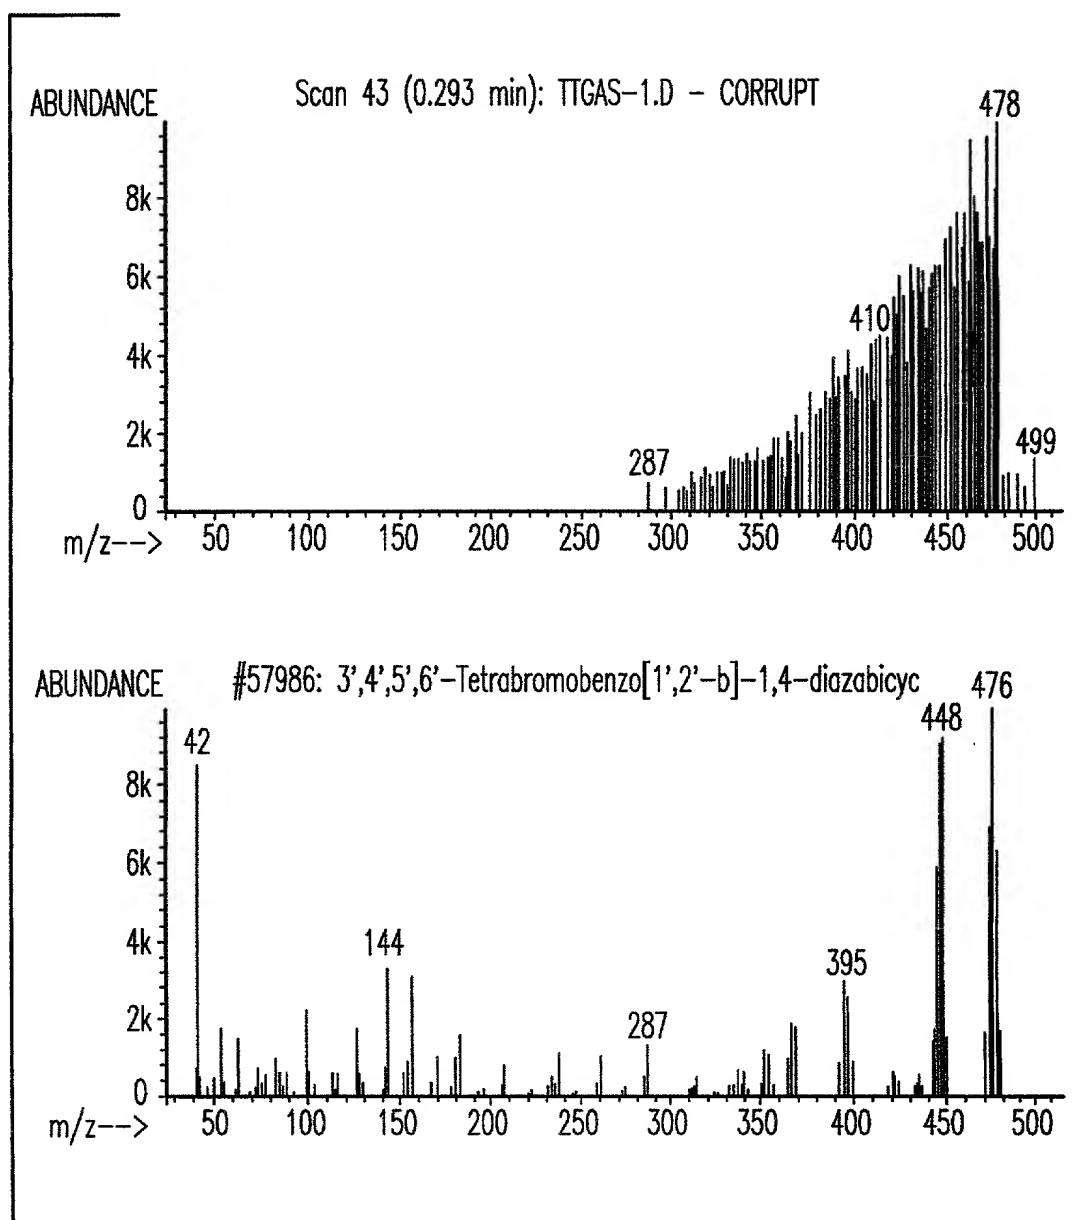 Scan 43 (0.293 min): TTGAS-1.D - CORRUPT
ABUNDANCE
478
8k
6k
410
4k
2k
287
499
0
m/z-->
50 100 150 200 250 300 350 400 450 500
#57986: 3',4',5',6'-Tetrabromobenzo[1',2'-b]-1,4-diazabicyc
ABUNDANCE
476
448
42
8k
6k
4k
144
395
2k
287
0
m/z-->
50 100 150 200 250 300 350 400 450 500